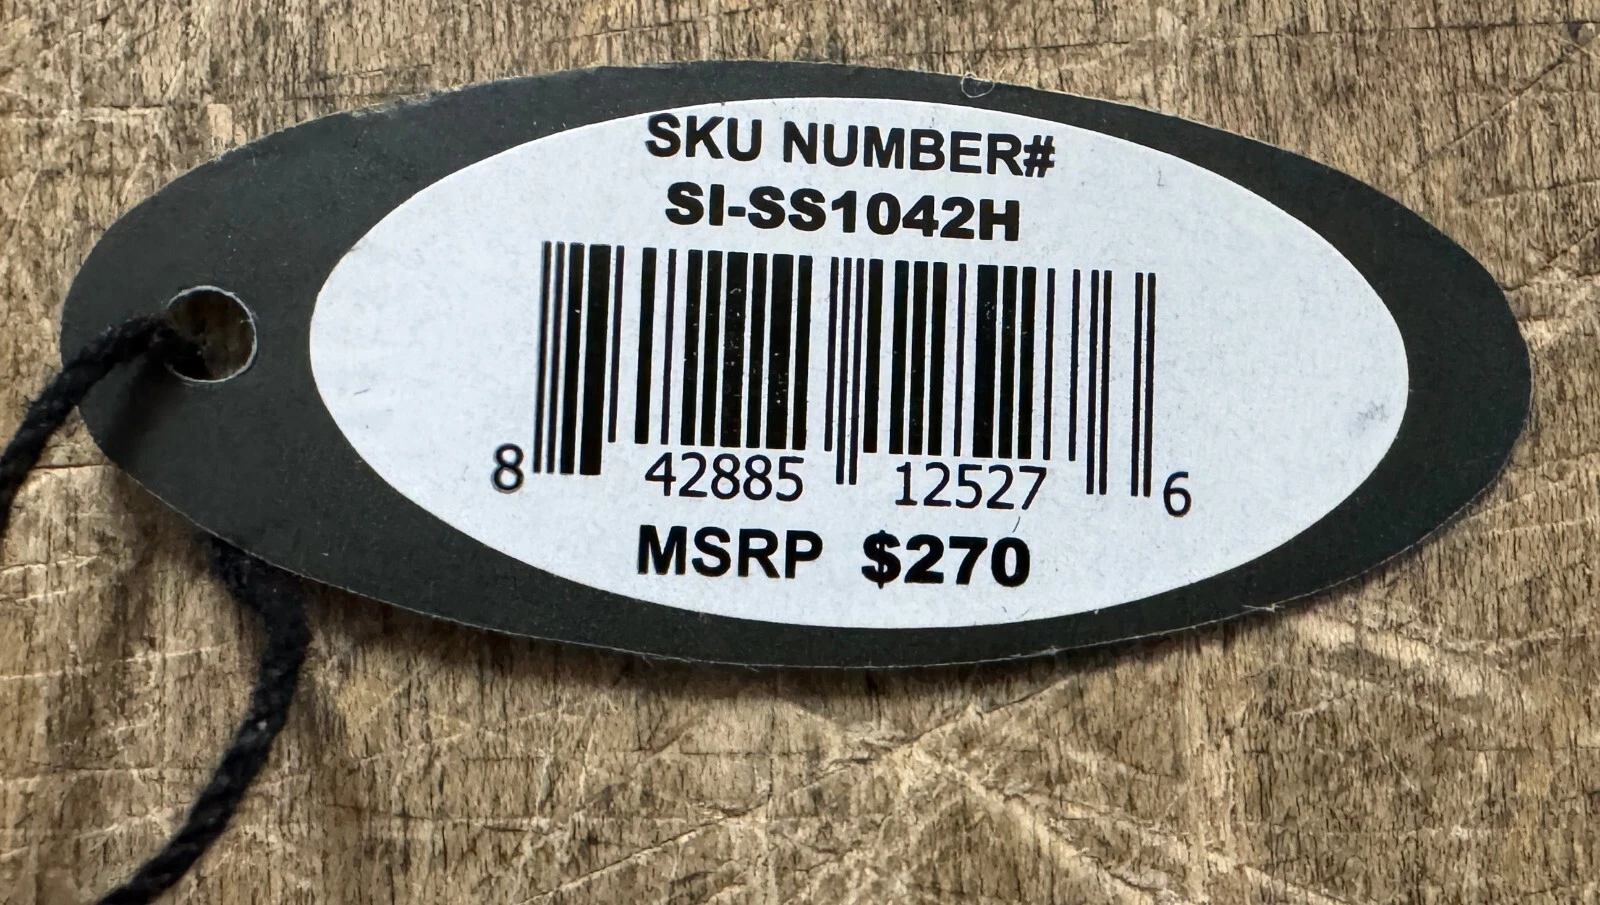 SKU NUMBER#
SI-SS1042H
8 42885 12527 6
MSRP $270